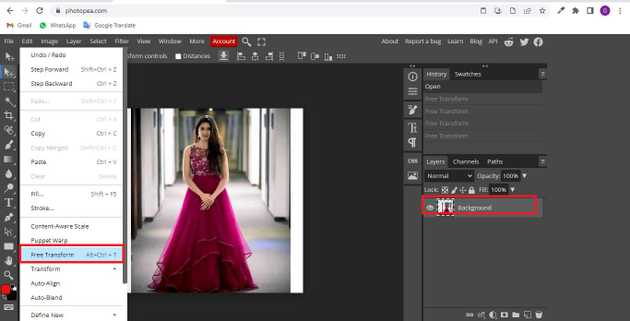 photopea.com
Gmail
WhatsApp
Google Translate
File Edit Image Layer Select Filter View Window More Account
About Report a bug Learn Blog API
Undo / Redo
Step Forward Shift+Ctrl + Z
Step Backward Ctrl + Z
Fade... Shift+Ctrl + F
Cut Ctrl + X
Copy Ctrl + C
Copy Merged Shift+Ctrl + C
Paste Ctrl + V
Clear Delete
Fill... Shift + F5
Stroke...
Content-Aware Scale
Puppet Warp
Free Transform Alt+Ctrl + T
Transform
Auto-Align
Auto-Blend
Define New
sform controls Distances
History Swatches
Open
Free Transform
Free Transform
Free Transform
Free Transform
CSS
Layers Channels Paths
Normal Opacity: 100%
Lock: Fill: 100%
Background